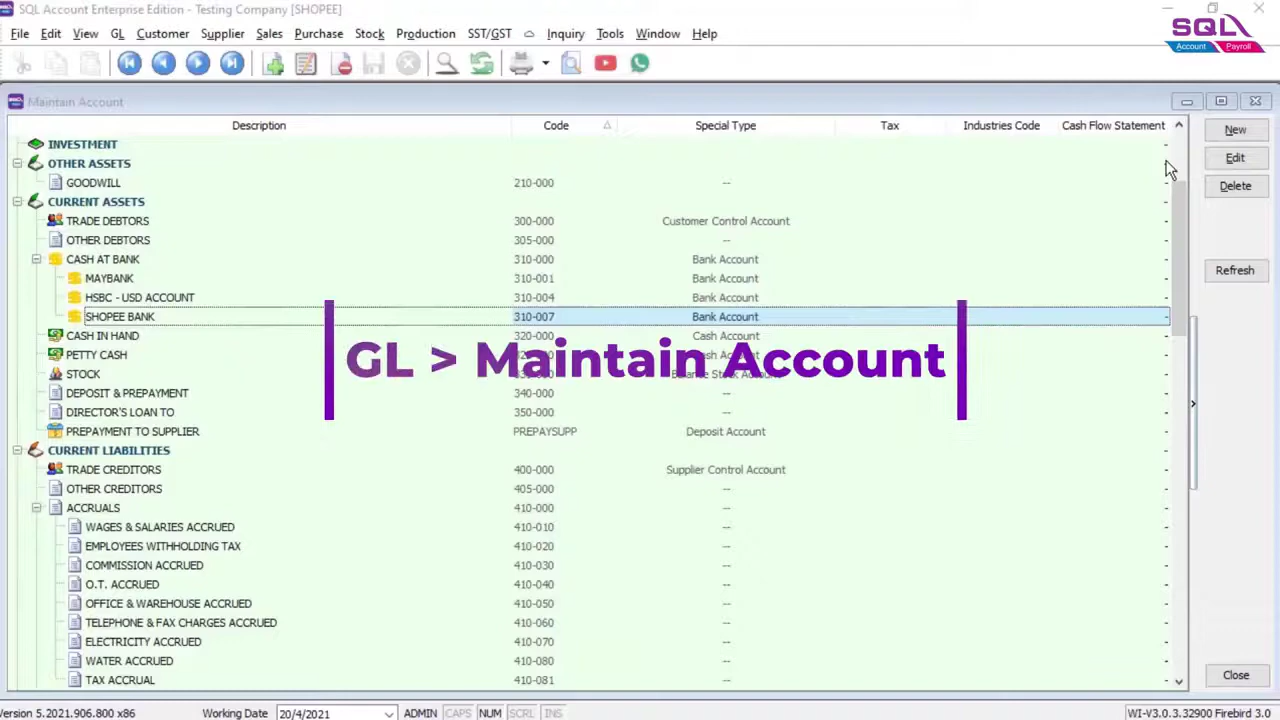 SQL Account Enterprise Edition - Testing Company [SHOPEE]
SQL
Account Payroll
File Edit View GL Customer Supplier Sales Purchase Stock Production SST/GST Inquiry Tools Window Help
Maintain Account
Description Code Special Type Tax Industries Code Cash Flow Statement
New
INVESTMENT -
OTHER ASSETS
Edit
GOODWILL 210-000 -- -
Delete
CURRENT ASSETS -
TRADE DEBTORS 300-000 Customer Control Account -
OTHER DEBTORS 305-000 -- -
CASH AT BANK 310-000 Bank Account -
Refresh
MAYBANK 310-001 Bank Account -
HSBC - USD ACCOUNT 310-004 Bank Account -
SHOPEE BANK 310-007 Bank Account -
CASH IN HAND 320-000 Cash Account -
PETTY CASH Cash Account -
GL > Maintain Account
STOCK Balance Stock Account -
DEPOSIT & PREPAYMENT 340-000 -- -
DIRECTOR'S LOAN TO 350-000 -- -
PREPAYMENT TO SUPPLIER PREPAYSUPP Deposit Account -
CURRENT LIABILITIES -
TRADE CREDITORS 400-000 Supplier Control Account -
OTHER CREDITORS 405-000 -- -
ACCRUALS 410-000 -- -
WAGES & SALARIES ACCRUED 410-010 -- -
EMPLOYEES WITHHOLDING TAX 410-020 -- -
COMMISSION ACCRUED 410-030 -- -
O.T. ACCRUED 410-040 -- -
OFFICE & WAREHOUSE ACCRUED 410-050 -- -
TELEPHONE & FAX CHARGES ACCRUED 410-060 -- -
ELECTRICITY ACCRUED 410-070 -- -
WATER ACCRUED 410-080 -- -
TAX ACCRUAL 410-081 -- -
Close
Version 5.2021.906.800 x86 Working Date 20/4/2021 ADMIN CAPS NUM SCRL INS WI-V3.0.3.32900 Firebird 3.0